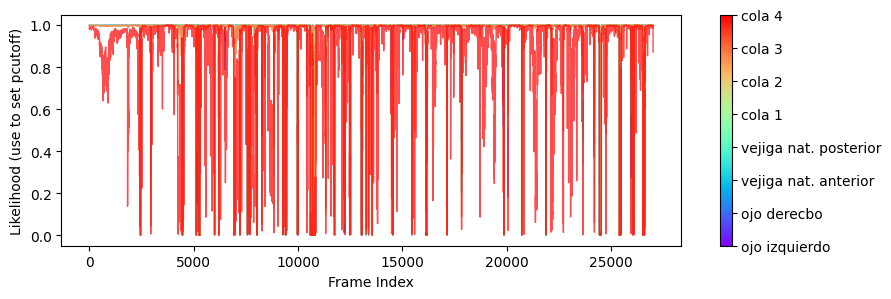 Likelihood (use to set pcutoff)
1.0
0.8
0.6
0.4
0.2
0.0
0
5000
10000
15000
20000
25000
Frame Index
cola 4
cola 3
cola 2
cola 1
vejiga nat. posterior
vejiga nat. anterior
ojo derecbo
ojo izquierdo